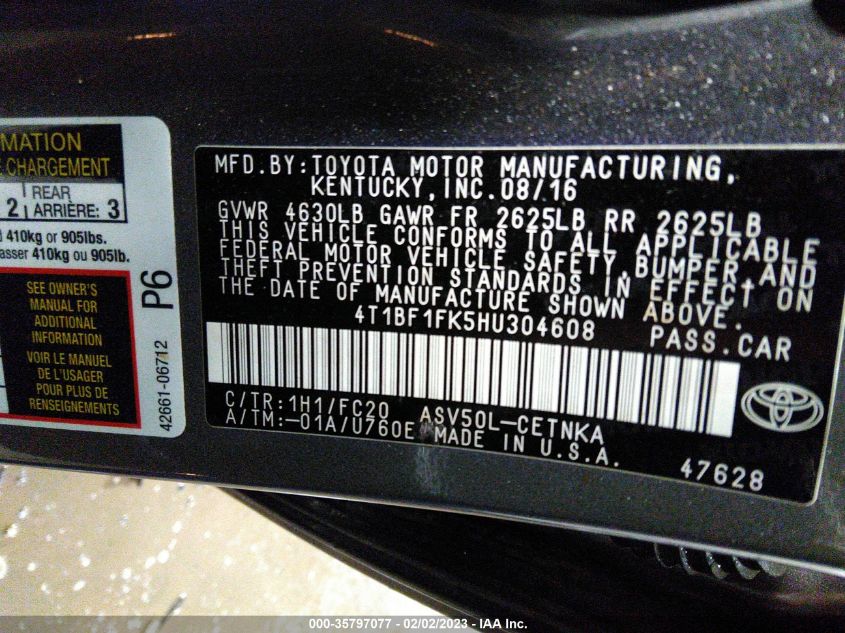 MATION
E CHARGEMENT
2 REAR ARRIÈRE: 3
410kg or 905lbs.
asser 410 kg ou 905lb.
SEE OWNER'S
MANUAL FOR
ADDITIONAL
INFORMATION
VOIR LE MANUEL
DE L'USAGER
POUR PLUS DE
RENSEIGNEMENTS
P6
42661-06712
MFD.BY:TOYOTA MOTOR MANUFACTURING,
KENTUCKY, INC. 08/16
GVWR 4630LB GAWR FR 2625LB RR 2625LB
THIS VEHICLE CONFORMS TO ALL APPLICABLE
FEDERAL MOTOR VEHICLE SAFETY, BUMPER, AND
THEFT PREVENTION STANDARDS IN EFFECT ON
THE DATE OF MANUFACTURE SHOWN ABOVE.
4T1BF1FK5HU304608 PASS.CAR
C/TR:1H1/FC20 ASV50L-CETNKA
A/TM:-01A/U760E MADE IN U.S.A.
47628
000-35797077 - 02/02/2023 - IAA Inc.